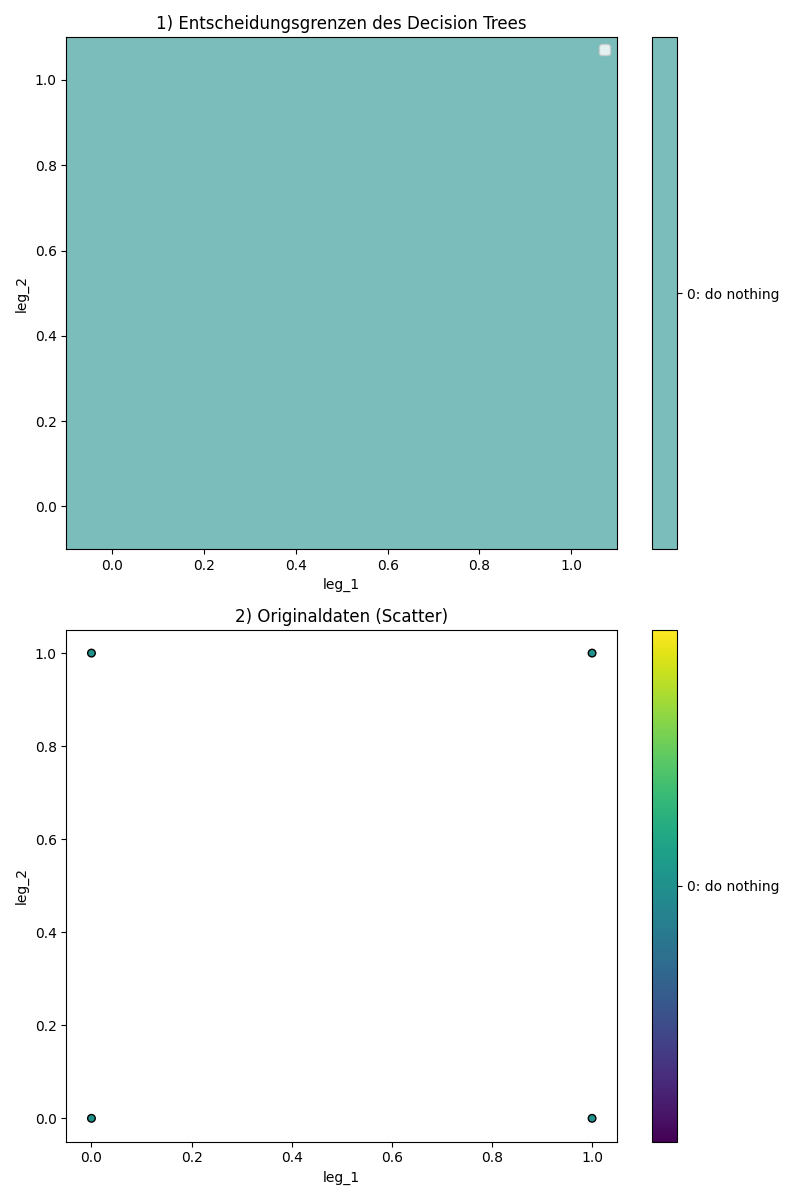 1) Entscheidungsgrenzen des Decision Trees
1.0
0.8
0.6
0.4
0.2
0.0
leg_2
0.0 0.2 0.4 0.6 0.8 1.0
leg_1
0: do nothing
2) Originaldaten (Scatter)
1.0
0.8
0.6
0.4
0.2
0.0
leg_2
0.0 0.2 0.4 0.6 0.8 1.0
leg_1
0: do nothing